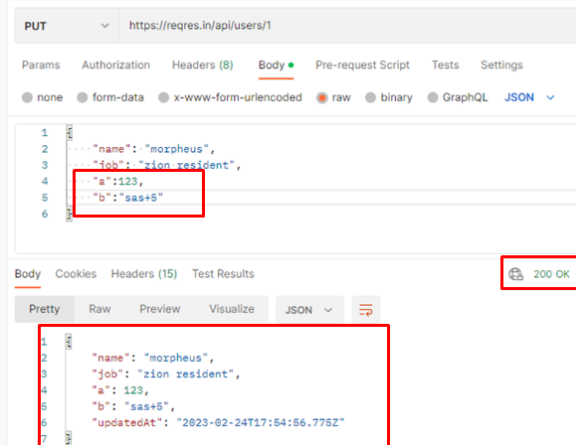 PUT https://reqres.in/api/users/1
Params Authorization Headers (8) Body Pre-request Script Tests Settings
none form-data x-www-form-urlencoded raw binary GraphQL JSON
1 {
2 "name": "morpheus",
3 "job": "zion resident",
4 "a":123,
5 "b":"sas+5"
6 }
Body Cookies Headers (15) Test Results 200 OK
Pretty Raw Preview Visualize JSON
1 {
2 "name": "morpheus",
3 "job": "zion resident",
4 "a": 123,
5 "b": "sas+5",
6 "updatedAt": "2023-02-24T17:54:56.775Z"
7 }